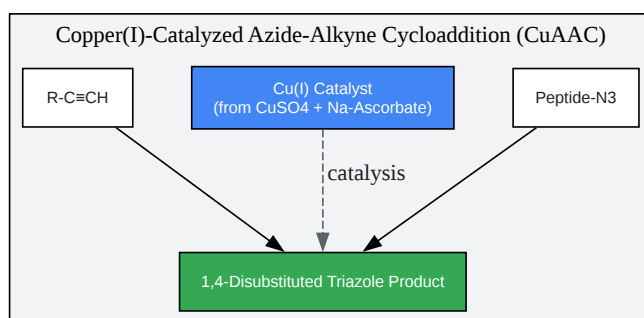 Copper(I)-Catalyzed Azide-Alkyne Cycloaddition (CuAAC)
R-C≡CH
Cu(I) Catalyst
(from CuSO4 + Na-Ascorbate)
Peptide-N3
catalysis
1,4-Disubstituted Triazole Product